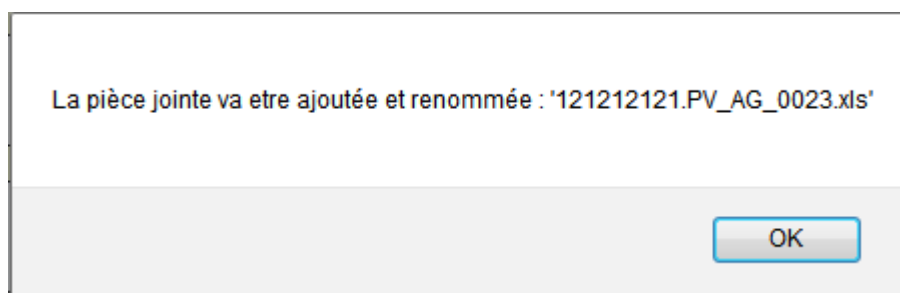 La pièce jointe va etre ajoutée et renommée : '121212121.PV_AG_0023.xls'
OK